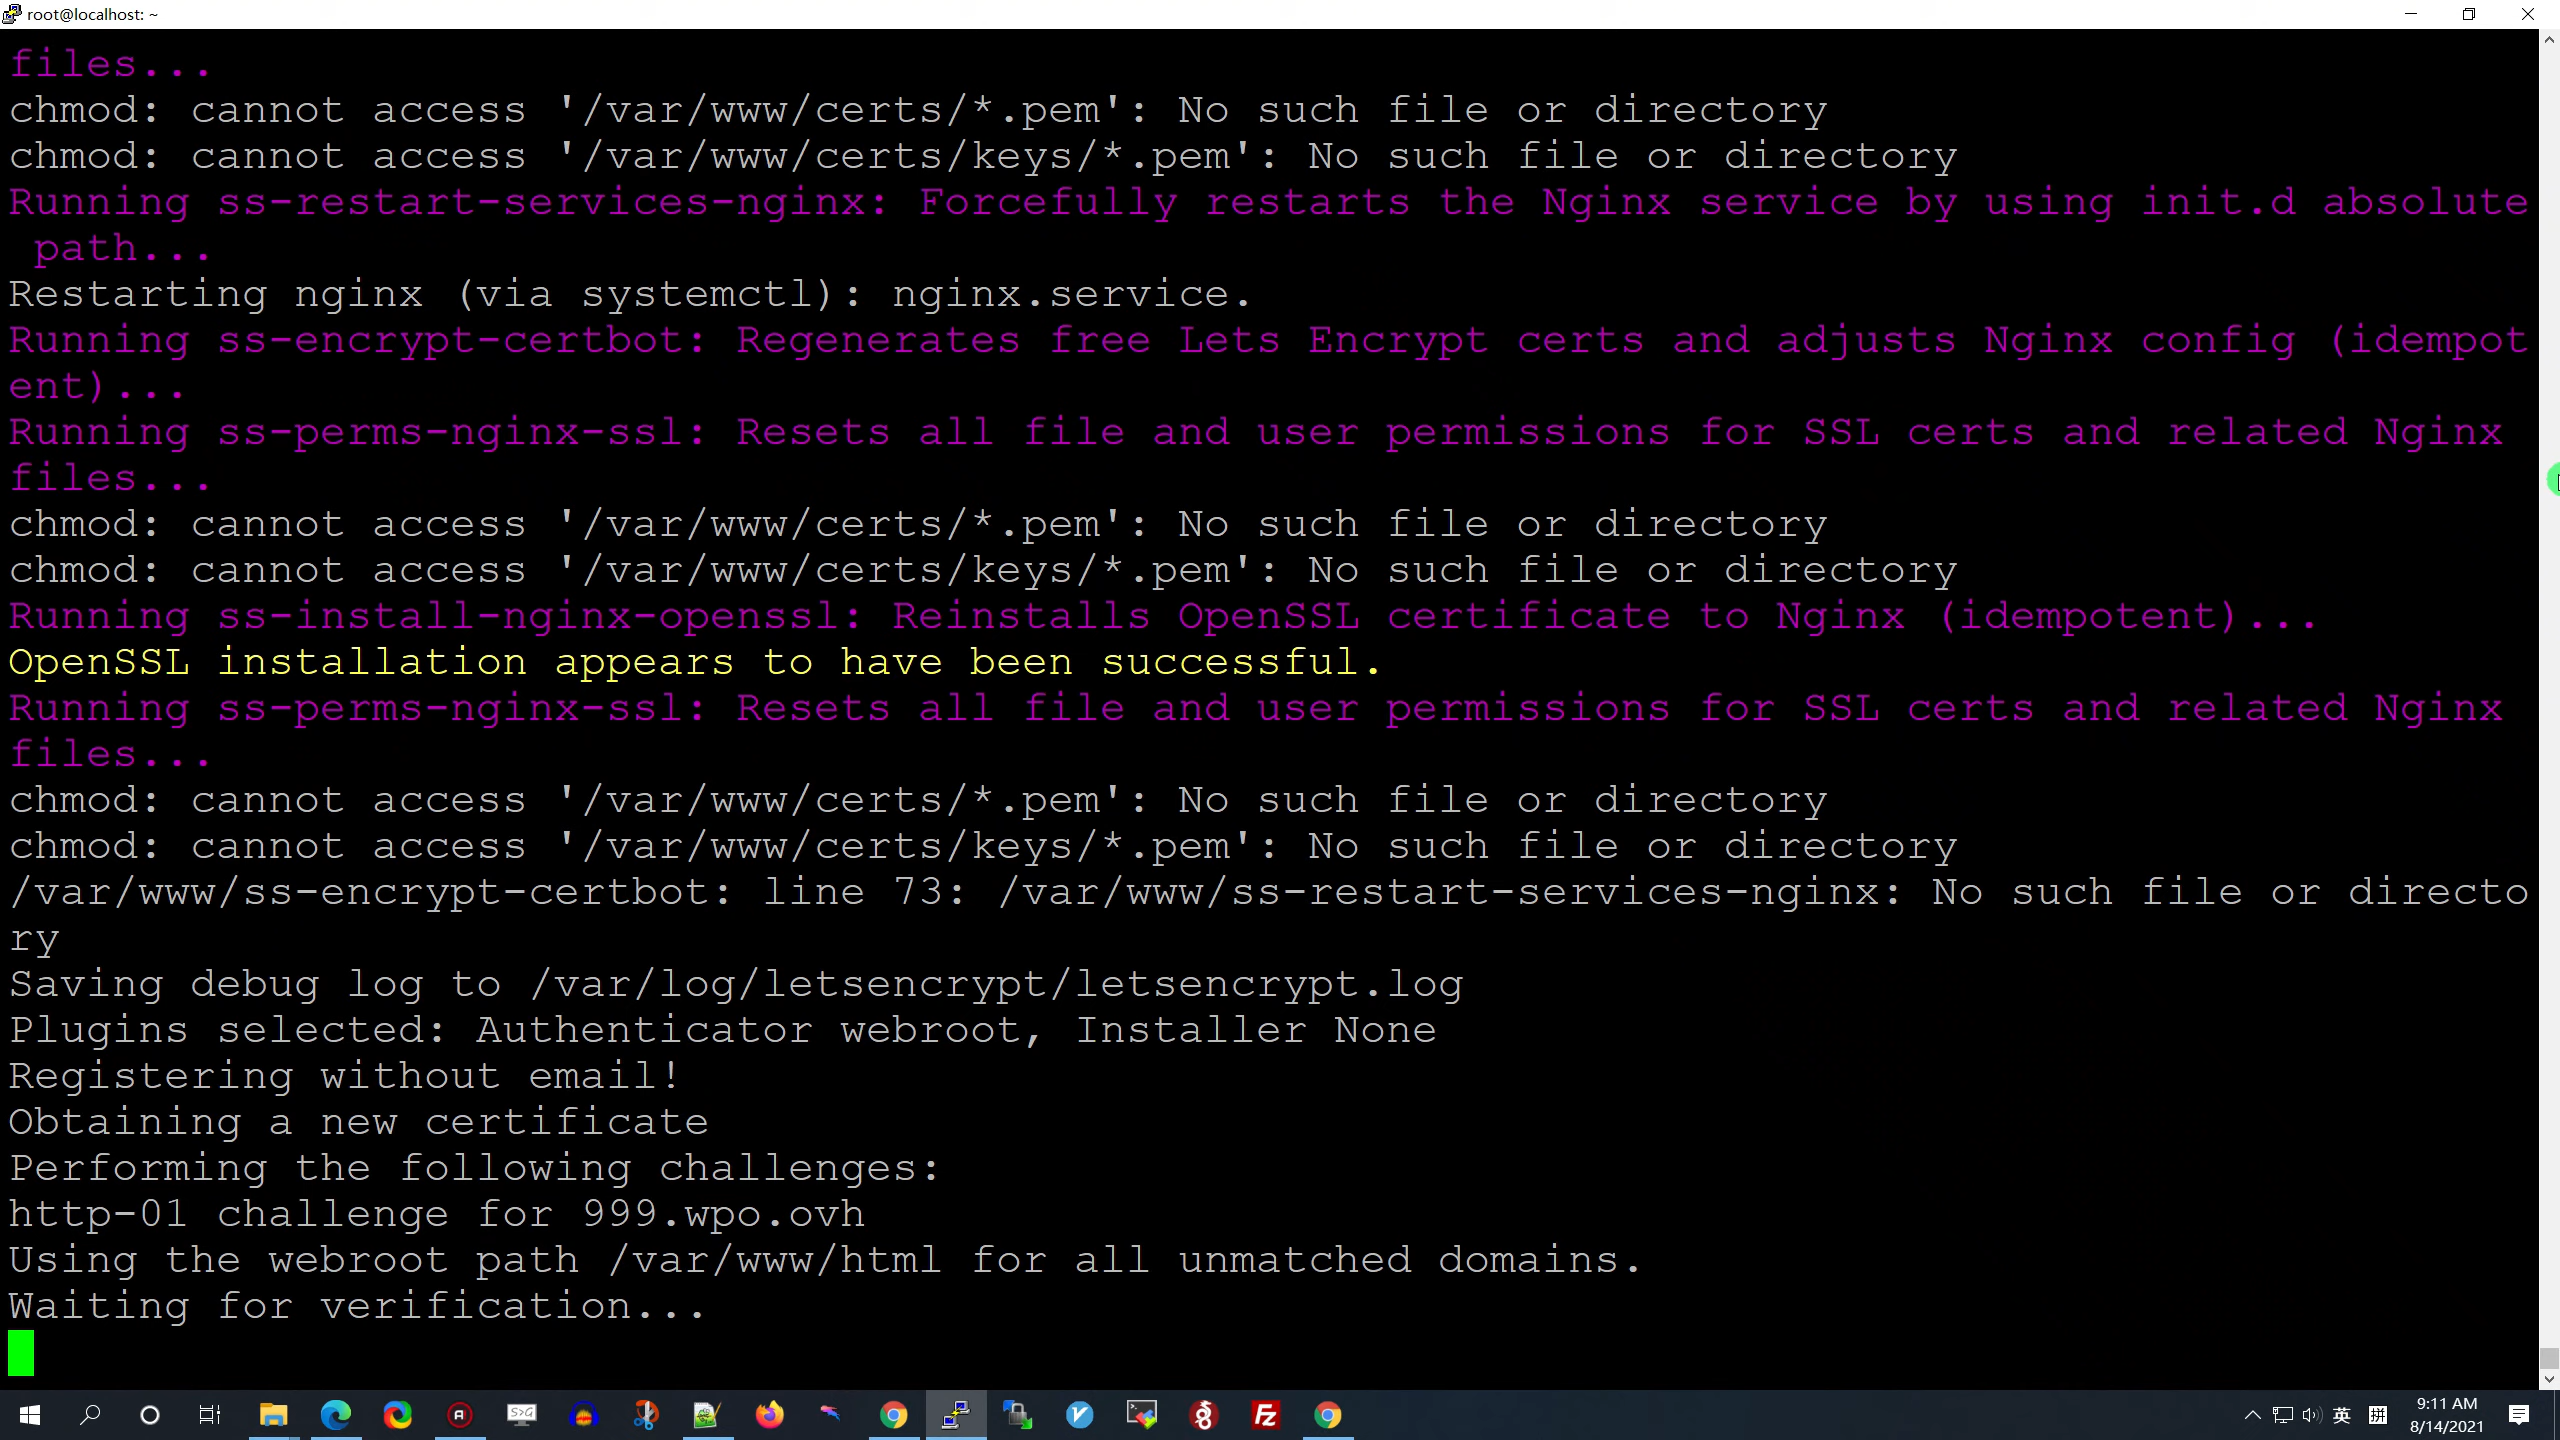 root@localhost: ~
files...
chmod: cannot access '/var/www/certs/*.pem': No such file or directory
chmod: cannot access '/var/www/certs/keys/*.pem': No such file or directory
Running ss-restart-services-nginx: Forcefully restarts the Nginx service by using init.d absolute
 path...
Restarting nginx (via systemctl): nginx.service.
Running ss-encrypt-certbot: Regenerates free Lets Encrypt certs and adjusts Nginx config (idempot
ent)...
Running ss-perms-nginx-ssl: Resets all file and user permissions for SSL certs and related Nginx
files...
chmod: cannot access '/var/www/certs/*.pem': No such file or directory
chmod: cannot access '/var/www/certs/keys/*.pem': No such file or directory
Running ss-install-nginx-openssl: Reinstalls OpenSSL certificate to Nginx (idempotent)...
OpenSSL installation appears to have been successful.
Running ss-perms-nginx-ssl: Resets all file and user permissions for SSL certs and related Nginx
files...
chmod: cannot access '/var/www/certs/*.pem': No such file or directory
chmod: cannot access '/var/www/certs/keys/*.pem': No such file or directory
/var/www/ss-encrypt-certbot: line 73: /var/www/ss-restart-services-nginx: No such file or directo
ry
Saving debug log to /var/log/letsencrypt/letsencrypt.log
Plugins selected: Authenticator webroot, Installer None
Registering without email!
Obtaining a new certificate
Performing the following challenges:
http-01 challenge for 999.wpo.ovh
Using the webroot path /var/www/html for all unmatched domains.
Waiting for verification...
S>G
Fz
英
拼
9:11 AM
8/14/2021